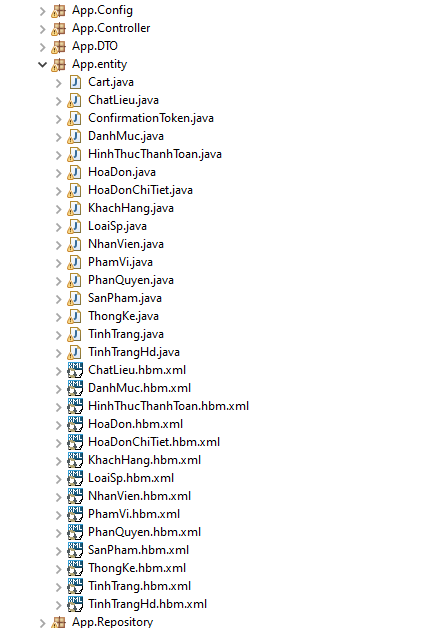 App.Config
App.Controller
App.DTO
App.entity
Cart.java
ChatLieu.java
ConfirmationToken.java
DanhMuc.java
HinhThucThanhToan.java
HoaDon.java
HoaDonChiTiet.java
KhachHang.java
LoaiSp.java
NhanVien.java
PhamVi.java
PhanQuyen.java
SanPham.java
ThongKe.java
TinhTrang.java
TinhTrangHd.java
ChatLieu.hbm.xml
DanhMuc.hbm.xml
HinhThucThanhToan.hbm.xml
HoaDon.hbm.xml
HoaDonChiTiet.hbm.xml
KhachHang.hbm.xml
LoaiSp.hbm.xml
NhanVien.hbm.xml
PhamVi.hbm.xml
PhanQuyen.hbm.xml
SanPham.hbm.xml
ThongKe.hbm.xml
TinhTrang.hbm.xml
TinhTrangHd.hbm.xml
App.Repository